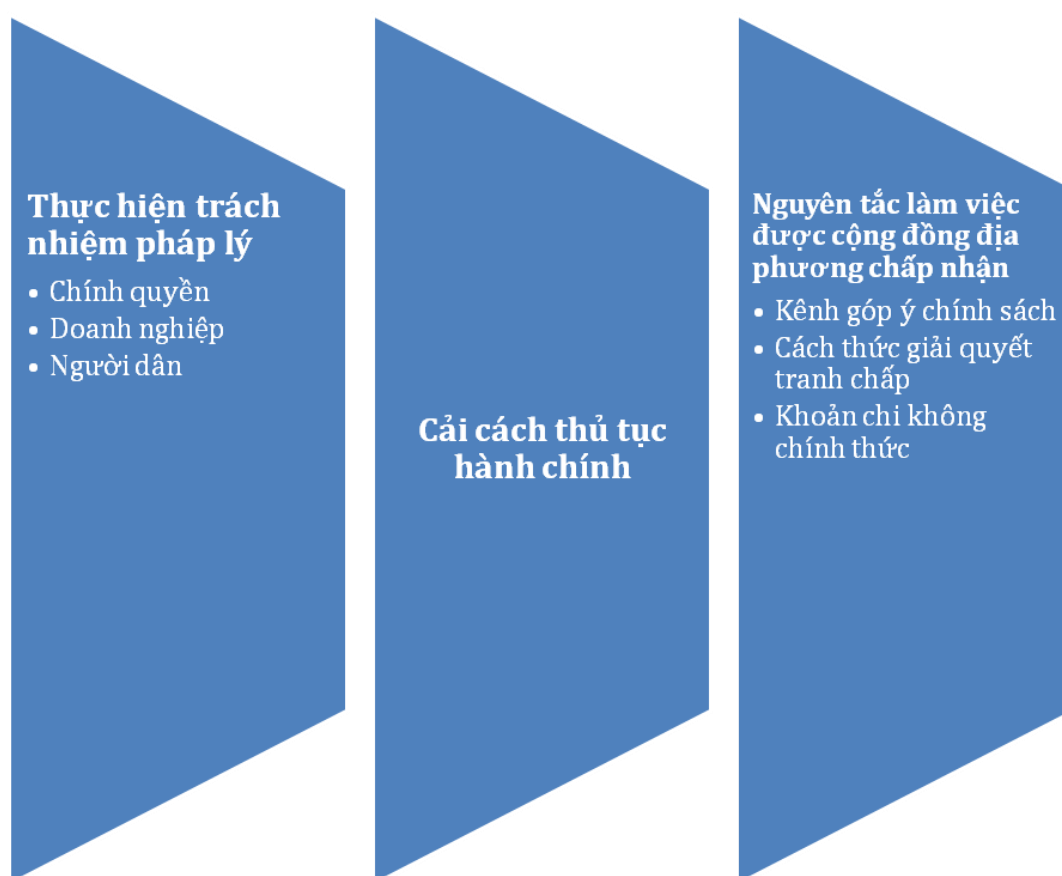 Thực hiện trách
nhiệm pháp lý
• Chính quyền
• Doanh nghiệp
• Người dân
Cải cách thủ tục
hành chính
Nguyên tắc làm việc
được cộng đồng địa
phương chấp nhận
• Kênh góp ý chính sách
• Cách thức giải quyết
tranh chấp
• Khoản chi không
chính thức